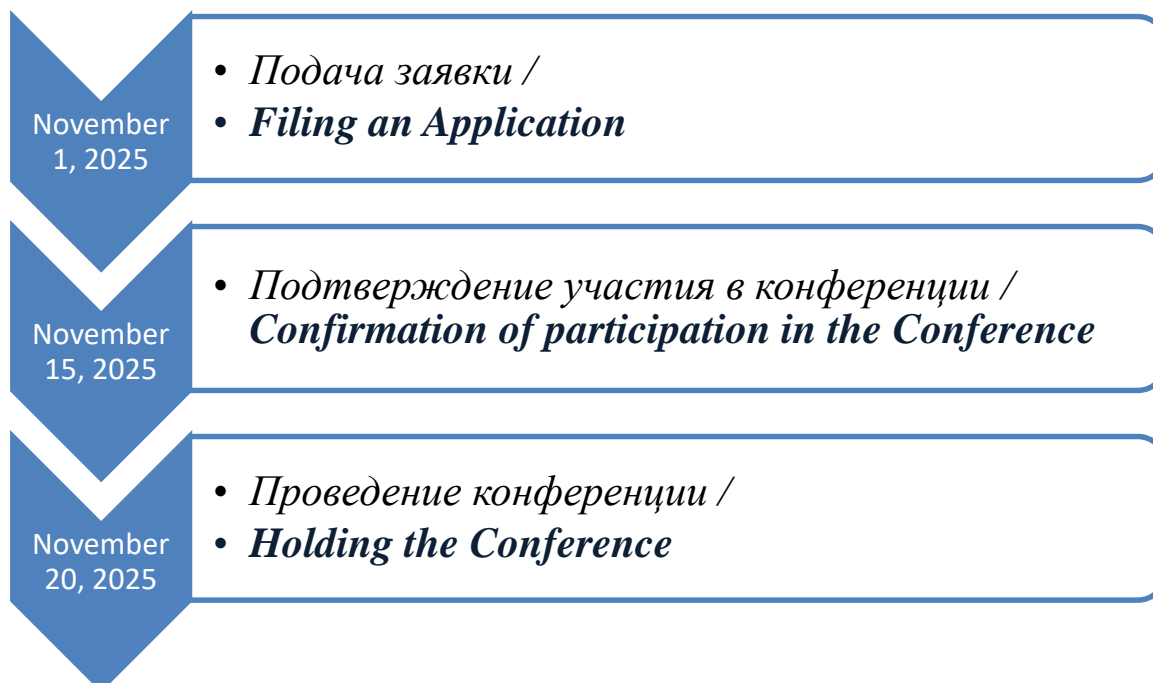 November
1, 2025
• Подача заявки /
• Filing an Application
November
15, 2025
• Подтверждение участия в конференции /
Confirmation of participation in the Conference
November
20, 2025
• Проведение конференции /
• Holding the Conference